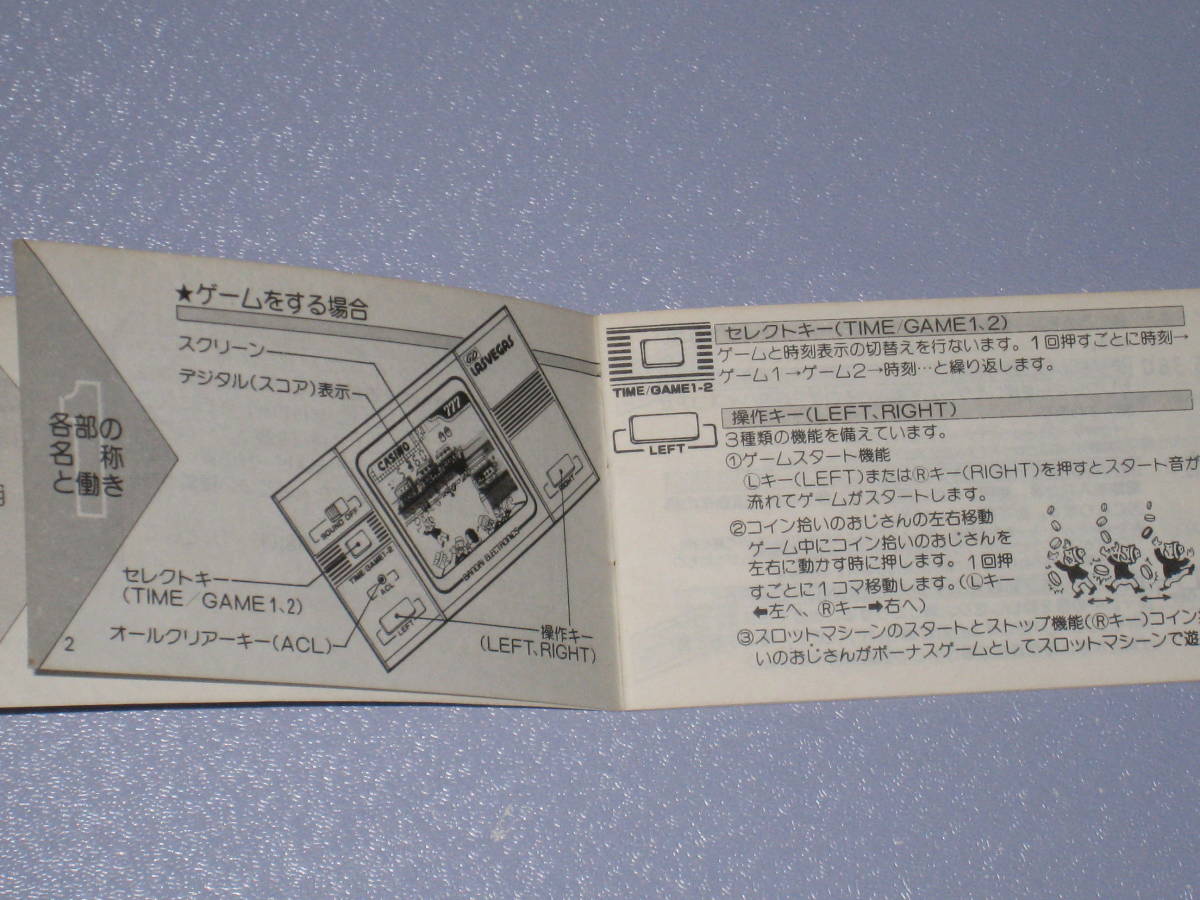 各部の
名称
と働き
1
★ゲームをする場合
スクリーン
デジタル(スコア)表示
GD
LASVEGAS
777
CASINO
SOUND OFF
TIME GAME1-2
ACL
LEFT
RIGHT
BANDAI ELECTRONICS
セレクトキー
(TIME/GAME1、2)
オールクリアーキー(ACL)
操作キー
(LEFT、RIGHT)
2
TIME/GAME1-2
セレクトキー(TIME/GAME1、2)
ゲームと時刻表示の切替えを行ないます。1回押すごとに時刻→
ゲーム1→ゲーム2→時刻…と繰り返します。
LEFT
操作キー(LEFT、RIGHT)
3種類の機能を備えています。
①ゲームスタート機能
Ⓛキー(LEFT)またはⓇキー(RIGHT)を押すとスタート音が
流れてゲームがスタートします。
②コイン拾いのおじさんの左右移動
ゲーム中にコイン拾いのおじさんを
左右に動かす時に押します。1回押
すごとに1コマ移動します。(Ⓛキー
⬅左へ、Ⓡキー➡右へ)
③スロットマシーンのスタートとストップ機能(Ⓡキー)コイン
いのおじさんがボーナスゲームとしてスロットマシーンで遊